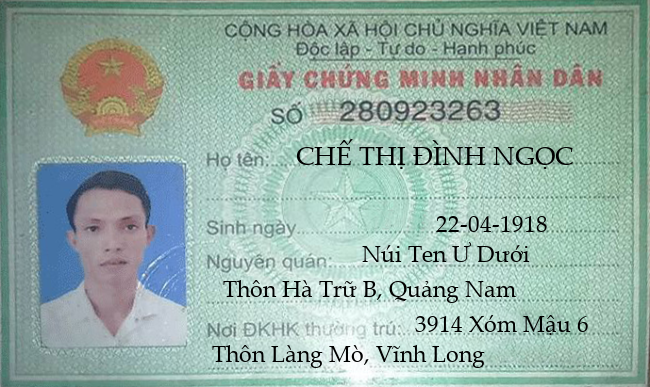 CỘNG HÒA XÃ HỘI CHỦ NGHĨA VIỆT NAM
Độc lập - Tự do - Hạnh phúc
GIẤY CHỨNG MINH NHÂN DÂN
SỐ 280923263
Họ tên: CHẾ THỊ ĐÌNH NGỌC
Sinh ngày 22-04-1918
Nguyên quán: Núi Ten Ư Dưới
Thôn Hà Trữ B, Quảng Nam
Nơi ĐKHK thường trú: 3914 Xóm Mậu 6
Thôn Làng Mò, Vĩnh Long